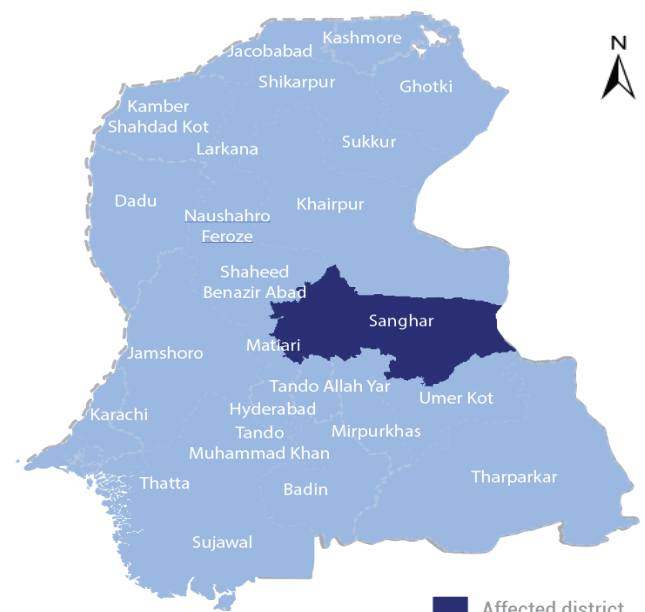 Kashmore
Jacobabad
N
Shikarpur
Ghotki
Kamber
Shahdad Kot
Larkana
Sukkur
Dadu
Khairpur
Naushahro
Feroze
Shaheed
Benazir Abad
Sanghar
Matiari
Jamshoro
Tando Allah Yar
Umer Kot
Hyderabad
Karachi
Tando
Muhammad Khan
Mirpurkhas
Thatta
Badin
Tharparkar
Sujawal
Affected district